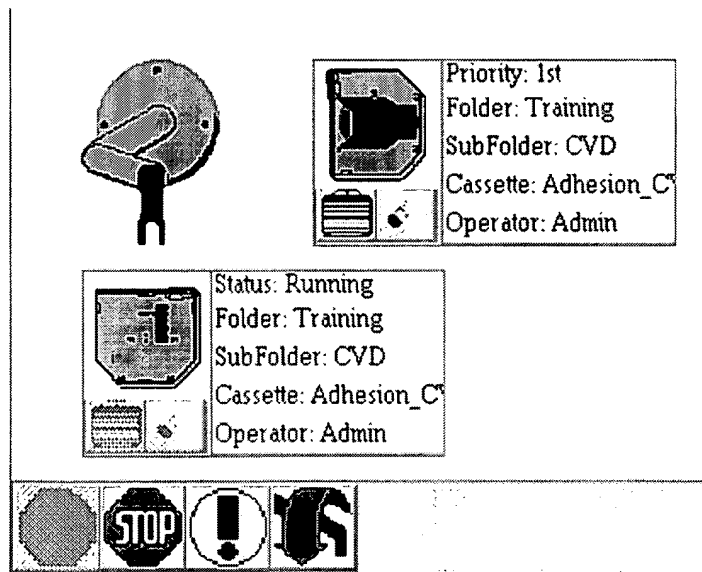 Priority: 1st
Folder: Training
SubFolder: CVD
Cassette: Adhesion_C
Operator: Admin
Status: Running
Folder: Training
SubFolder: CVD
Cassette: Adhesion_C
Operator: Admin
STOP